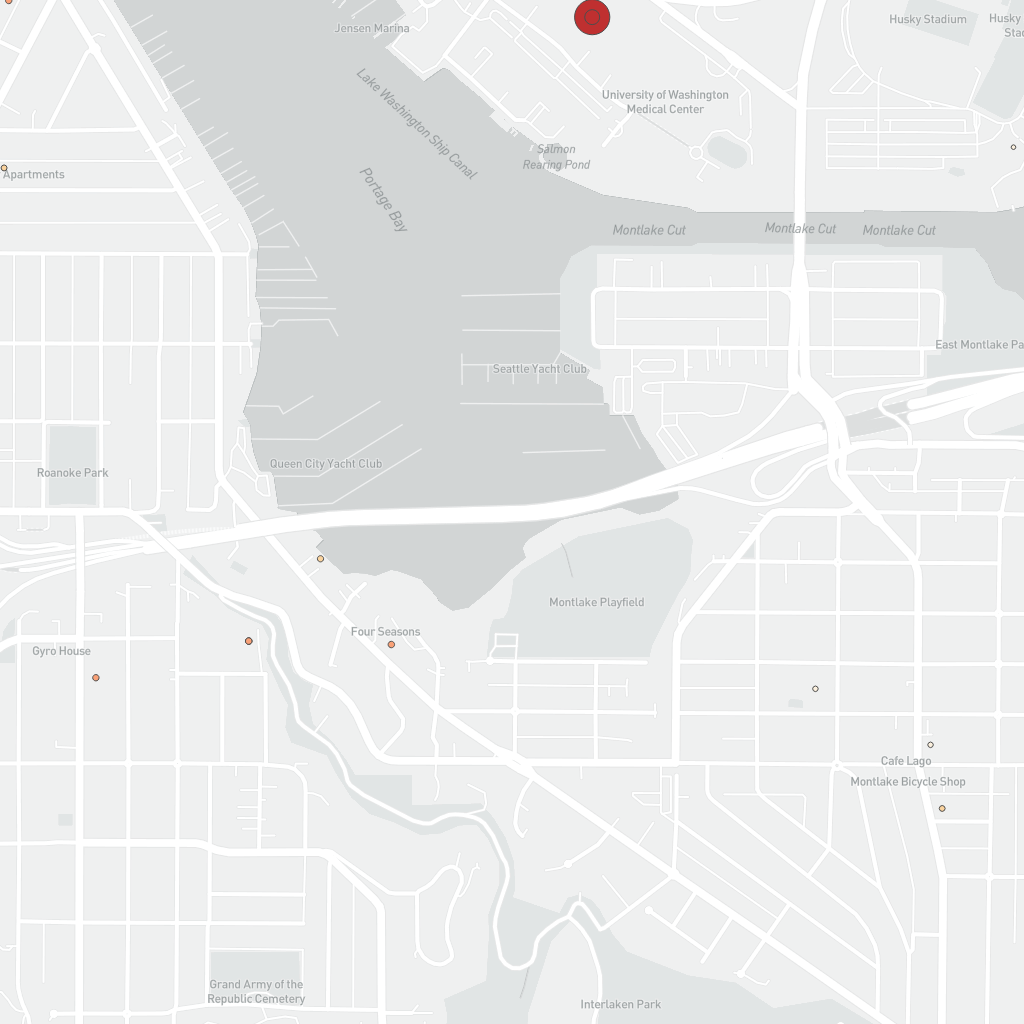 Husky Stadium
Husky
Stad
Jensen Marina
University of Washington
Medical Center
Lake Washington Ship Canal
Salmon
Rearing Pond
Apartments
Portage Bay
Montlake Cut
Montlake Cut
Montlake Cut
East Montlake Pa
Seattle Yacht Club
Queen City Yacht Club
Roanoke Park
Montlake Playfield
Four Seasons
Gyro House
Cafe Lago
Montlake Bicycle Shop
Grand Army of the
Republic Cemetery
Interlaken Park